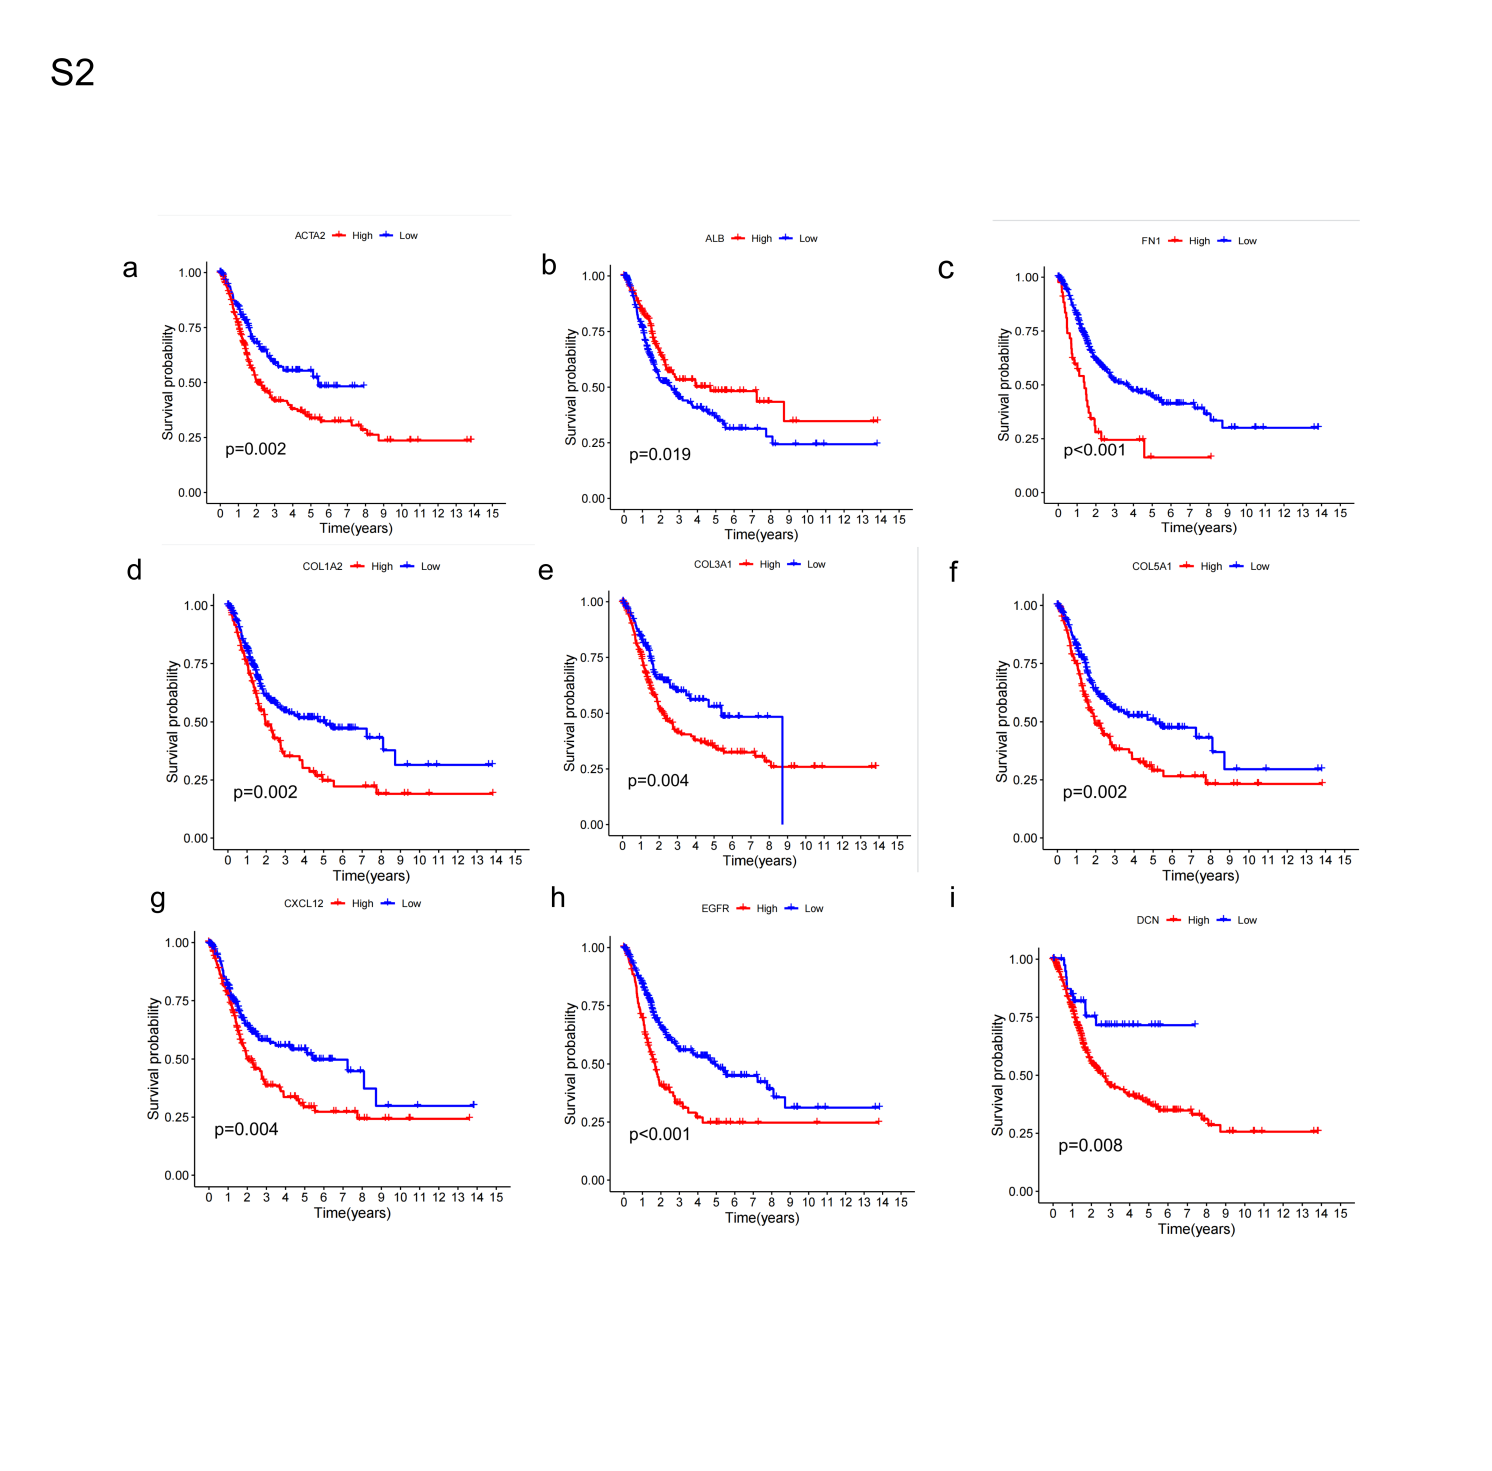 S2
ACTA2 High Low
a
1.00
0.75
0.50
0.25
0.00
Survival probability
p=0.002
0 1 2 3 4 5 6 7 8 9 10 11 12 13 14 15
Time(years)
ALB High Low
b
1.00
0.75
0.50
0.25
0.00
Survival probability
p=0.019
0 1 2 3 4 5 6 7 8 9 10 11 12 13 14 15
Time(years)
FN1 High Low
c
1.00
0.75
0.50
0.25
0.00
Survival probability
p<0.001
0 1 2 3 4 5 6 7 8 9 10 11 12 13 14 15
Time(years)
COL1A2 High Low
d
1.00
0.75
0.50
0.25
0.00
Survival probability
p=0.002
0 1 2 3 4 5 6 7 8 9 10 11 12 13 14 15
Time(years)
COL3A1 High Low
e
1.00
0.75
0.50
0.25
0.00
Survival probability
p=0.004
0 1 2 3 4 5 6 7 8 9 10 11 12 13 14 15
Time(years)
COL5A1 High Low
f
1.00
0.75
0.50
0.25
0.00
Survival probability
p=0.002
0 1 2 3 4 5 6 7 8 9 10 11 12 13 14 15
Time(years)
CXCL12 High Low
g
1.00
0.75
0.50
0.25
0.00
Survival probability
p=0.004
0 1 2 3 4 5 6 7 8 9 10 11 12 13 14 15
Time(years)
EGFR High Low
h
1.00
0.75
0.50
0.25
0.00
Survival probability
p<0.001
0 1 2 3 4 5 6 7 8 9 10 11 12 13 14 15
Time(years)
DCN High Low
i
1.00
0.75
0.50
0.25
0.00
Survival probability
p=0.008
0 1 2 3 4 5 6 7 8 9 10 11 12 13 14 15
Time(years)